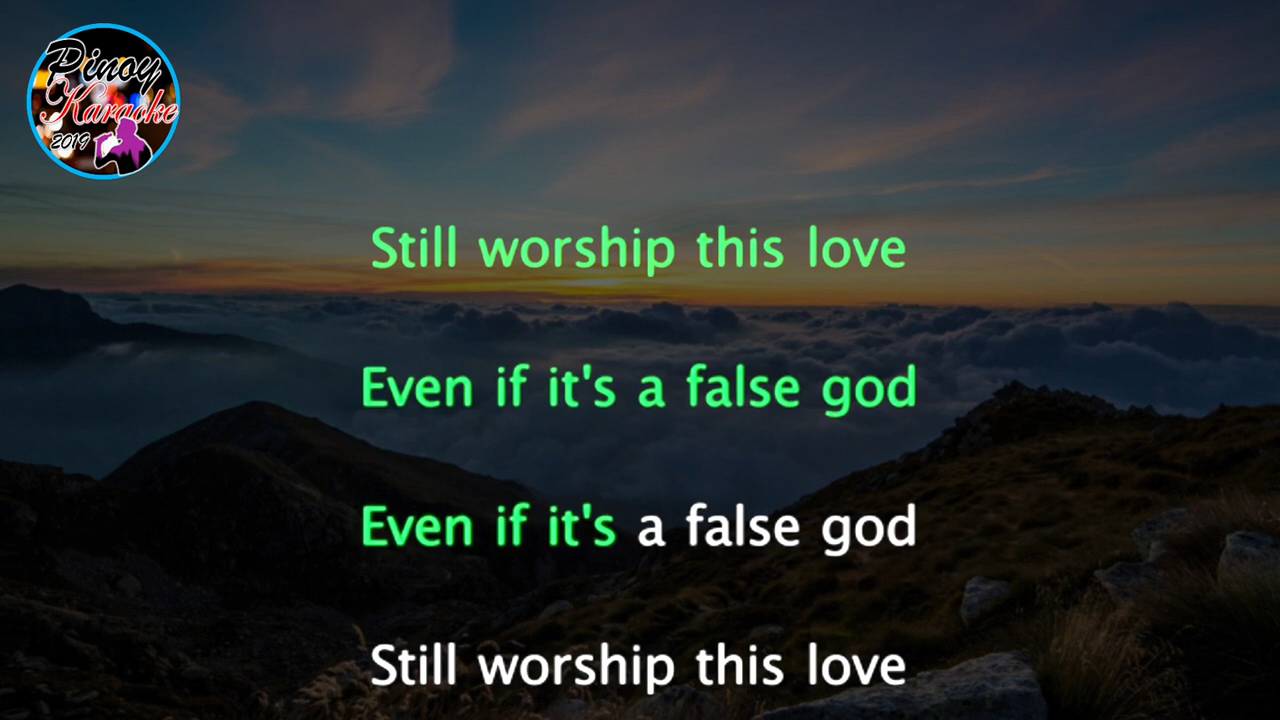 Pinoy
Karaoke
2019
Still worship this love
Even if it's a false god
Even if it's a false god
Still worship this love